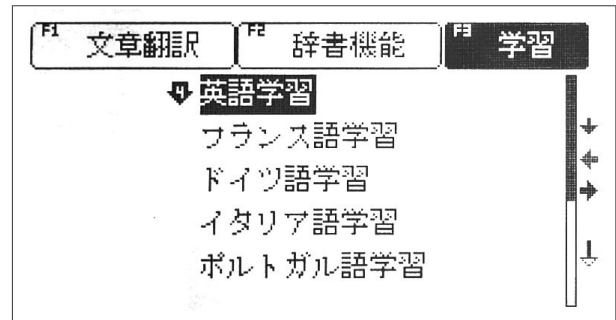 F1 文章翻訳 F2 辞書機能 F3 学習
4 英語学習
フランス語学習
ドイツ語学習
イタリア語学習
ポルトガル語学習